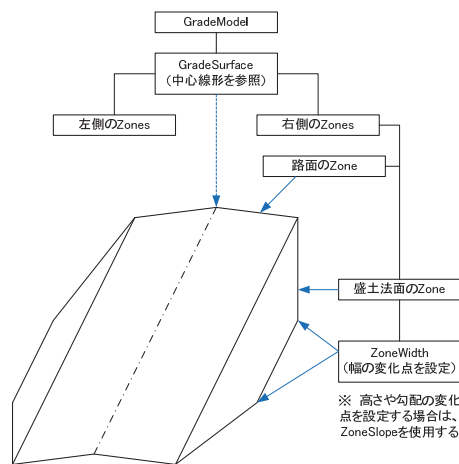 GradeModel
GradeSurface
（中心線形を参照）
左側のZones
右側のZones
路面のZone
盛土法面のZone
ZoneWidth
（幅の変化点を設定）
※ 高さや勾配の変化
点を設定する場合は、
ZoneSlopeを使用する